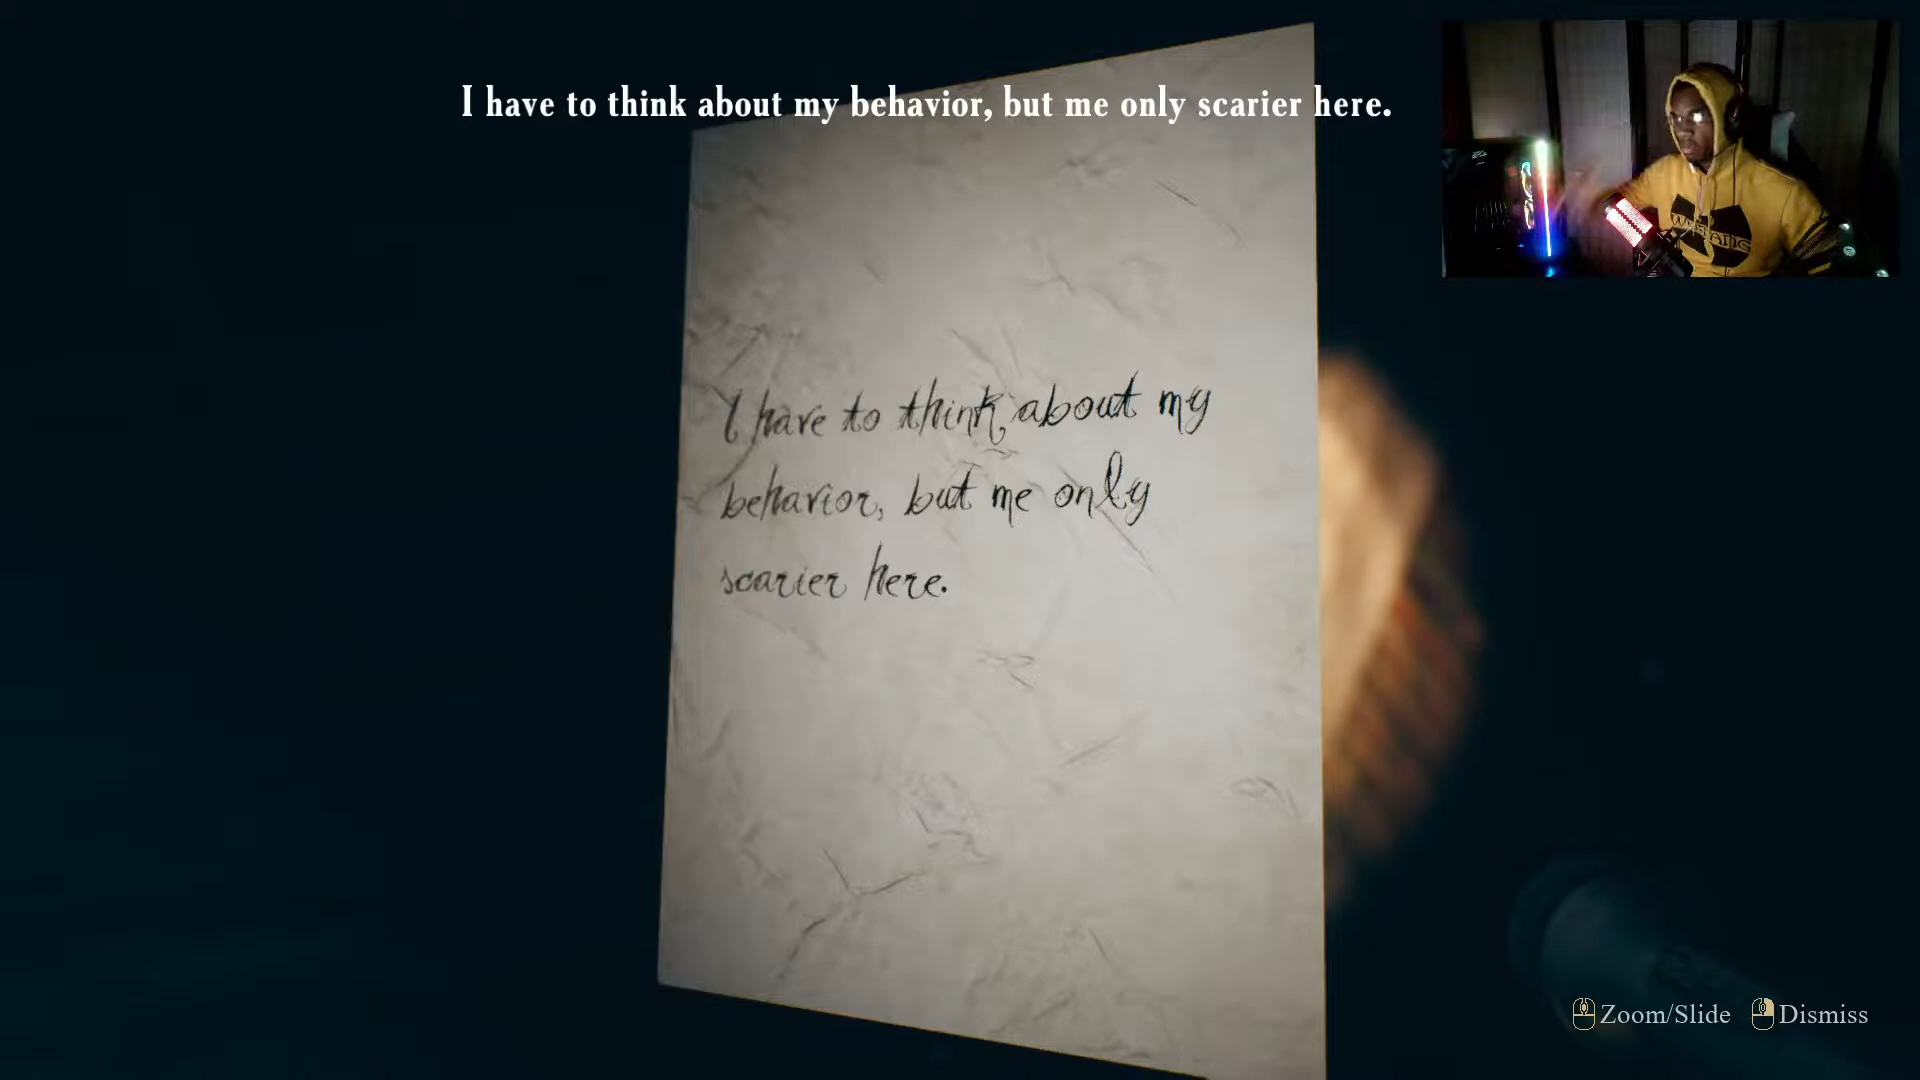 I have to think about my behavior, but me only scarier here.
I have to think about my
behavior, but me only
scarier here.
Zoom/Slide
Dismiss